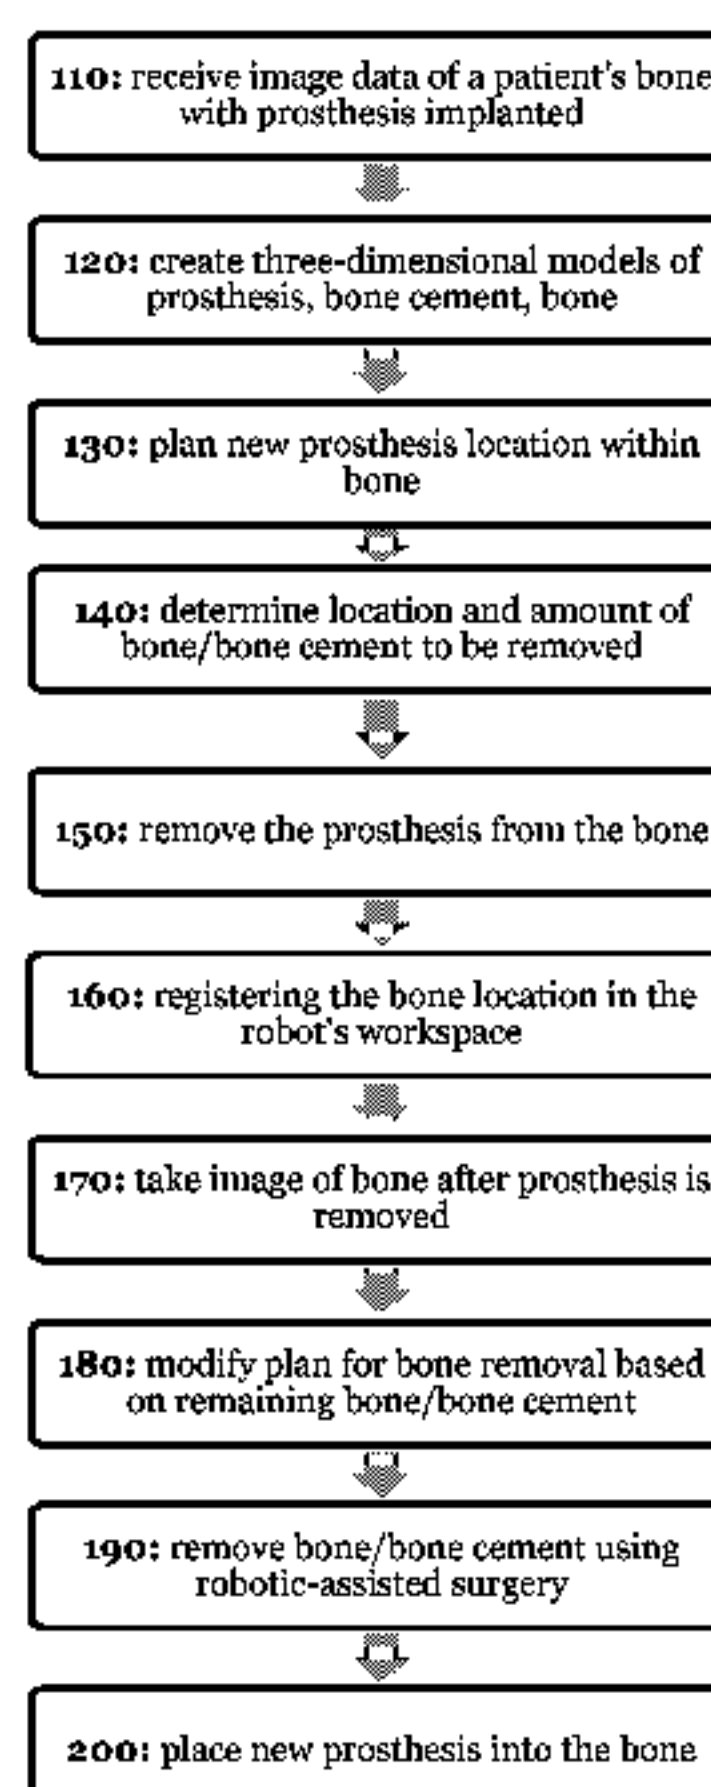 110: receive image data of a patient's bone
with prosthesis implanted
120: create three-dimensional models of
prosthesis, bone cement, bone
130: plan new prosthesis location within
bone
140: determine location and amount of
bone/bone cement to be removed
150: remove the prosthesis from the bone
160: registering the bone location in the
robot's workspace
170: take image of bone after prosthesis is
removed
180: modify plan for bone removal based
on remaining bone/bone cement
190: remove bone/bone cement using
robotic-assisted surgery
200: place new prosthesis into the bone